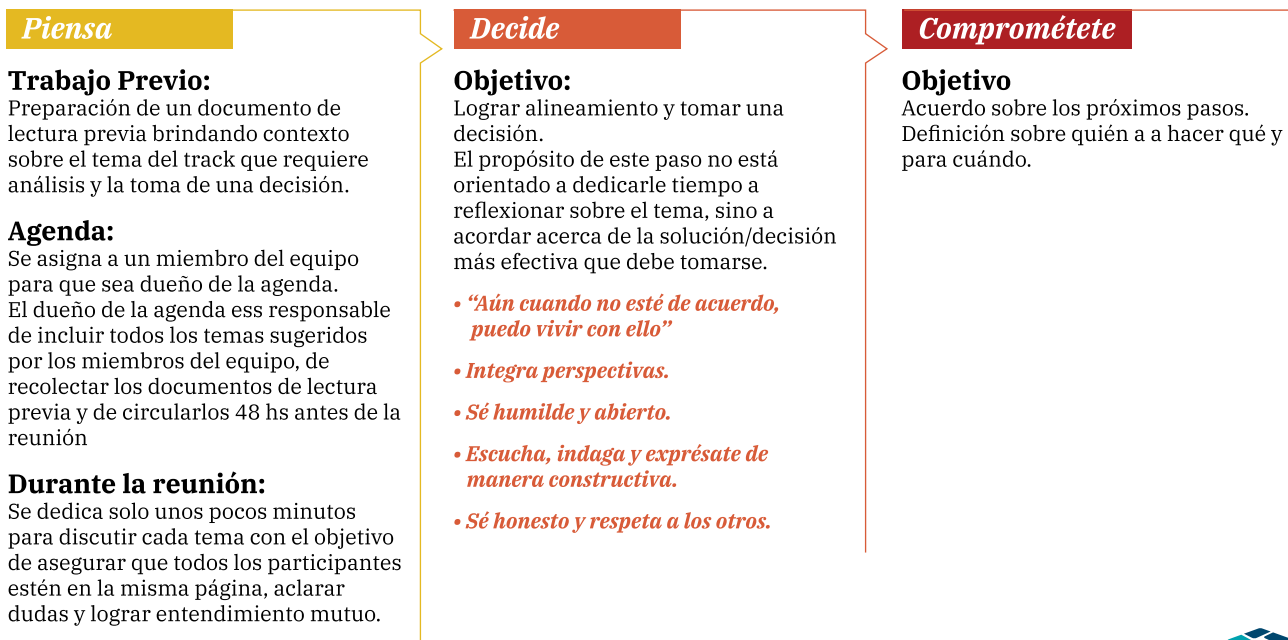 Piensa
Trabajo Previo:
Preparación de un documento de
lectura previa brindando contexto
sobre el tema del track que requiere
análisis y la toma de una decisión.
Agenda:
Se asigna a un miembro del equipo
para que sea dueño de la agenda.
El dueño de la agenda ess responsable
de incluir todos los temas sugeridos
por los miembros del equipo, de
recolectar los documentos de lectura
previa y de circularlos 48 hs antes de la
reunión
Durante la reunión:
Se dedica solo unos pocos minutos
para discutir cada tema con el objetivo
de asegurar que todos los participantes
estén en la misma página, aclarar
dudas y lograr entendimiento mutuo.
Decide
Objetivo:
Lograr alineamiento y tomar una
decisión.
El propósito de este paso no está
orientado a dedicarle tiempo a
reflexionar sobre el tema, sino a
acordar acerca de la solución/decisión
más efectiva que debe tomarse.
• “Aún cuando no esté de acuerdo,
puedo vivir con ello”
• Integra perspectivas.
• Sé humilde y abierto.
• Escucha, indaga y exprésate de
manera constructiva.
• Sé honesto y respeta a los otros.
Comprométete
Objetivo
Acuerdo sobre los próximos pasos.
Definición sobre quién a a hacer qué y
para cuándo.